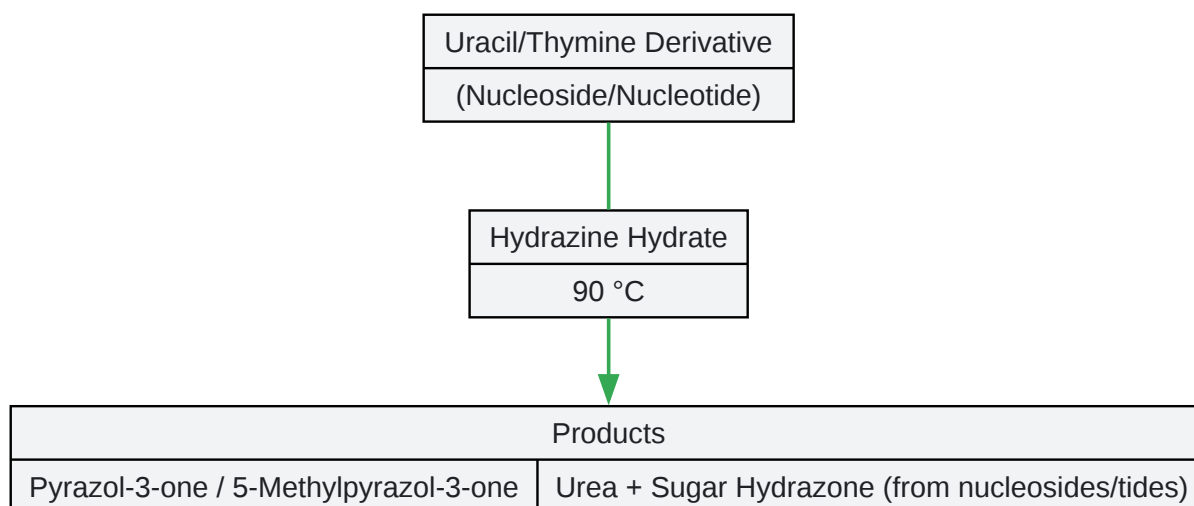 Uracil/Thymine Derivative
(Nucleoside/Nucleotide)
Hydrazine Hydrate
90 °C
Products
Pyrazol-3-one / 5-Methylpyrazol-3-one
Urea + Sugar Hydrazone (from nucleosides/tides)